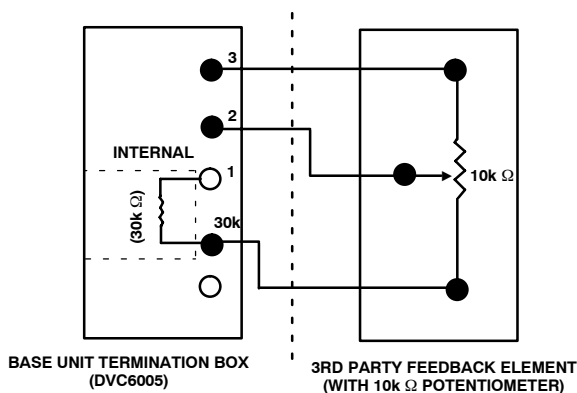 3
2
INTERNAL
1
(30k Ω)
30k
10k Ω
BASE UNIT TERMINATION BOX
(DVC6005)
3RD PARTY FEEDBACK ELEMENT
(WITH 10k Ω POTENTIOMETER)